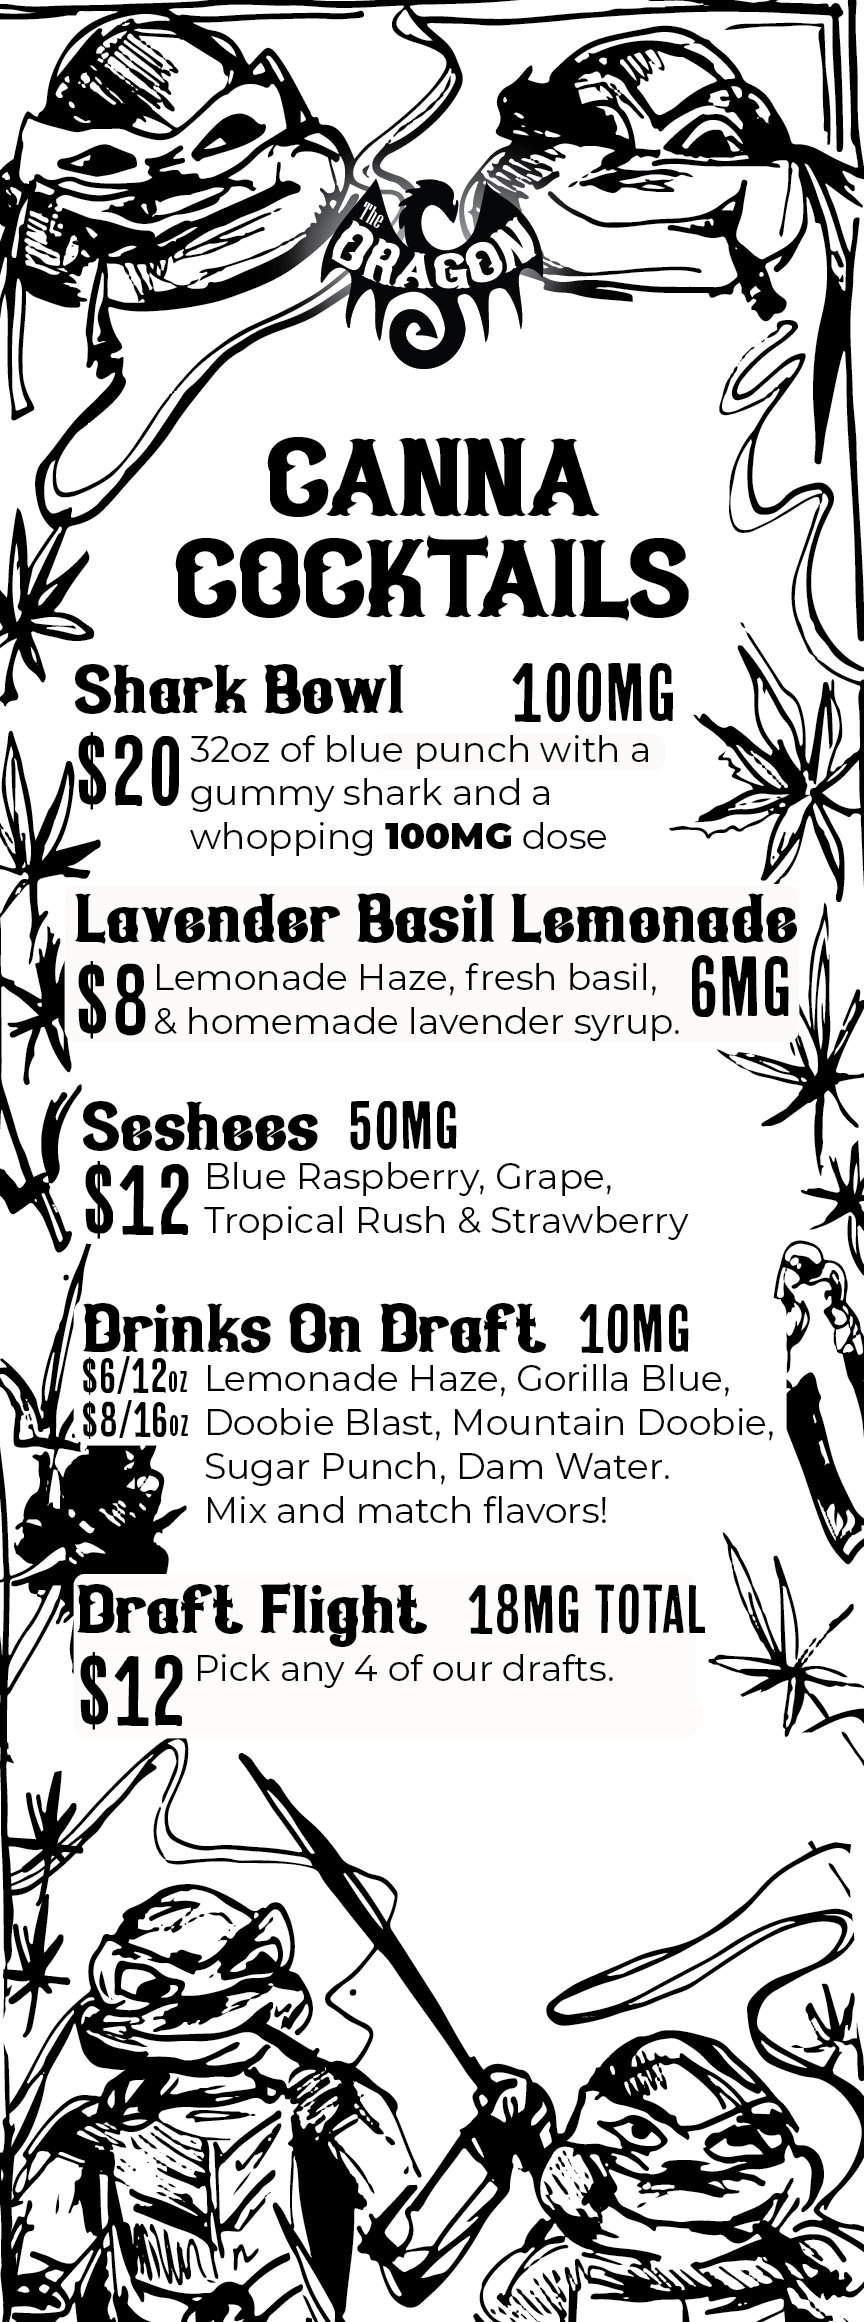 The
DRAGON
CANNA
COCKTAILS
Shark Bowl 100MG
$20 32oz of blue punch with a
gummy shark and a
whopping 100MG dose
Lavender Basil Lemonade
$8 Lemonade Haze, fresh basil, 6MG
& homemade lavender syrup.
Seshees 50MG
$12 Blue Raspberry, Grape,
Tropical Rush & Strawberry
Drinks On Draft 10MG
$6/12oz Lemonade Haze, Gorilla Blue,
$8/16oz Doobie Blast, Mountain Doobie,
Sugar Punch, Dam Water.
Mix and match flavors!
Draft Flight 18MG TOTAL
$12 Pick any 4 of our drafts.